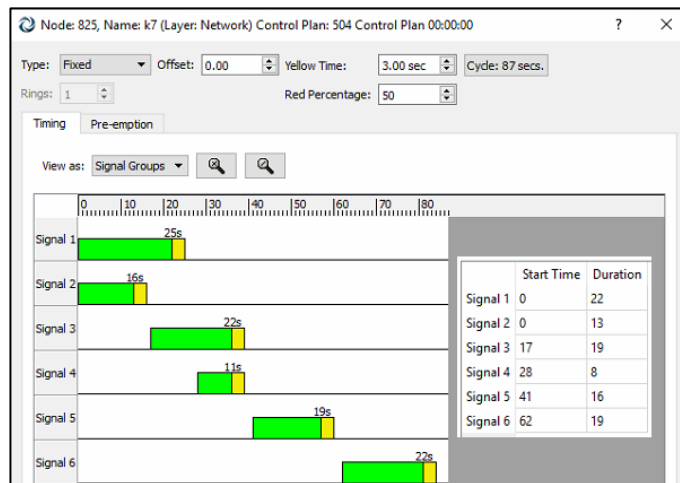 Node: 825, Name: k7 (Layer: Network) Control Plan: 504 Control Plan 00:00:00 ? ×
Type: Fixed Offset: 0.00 Yellow Time: 3.00 sec Cycle: 87 secs.
Rings: 1 Red Percentage: 50
Timing Pre-emption
View as: Signal Groups
0 10 20 30 40 50 60 70 80
Signal 1 25s
Signal 2 16s
Signal 3 22s
Signal 4 11s
Signal 5 19s
Signal 6 22s
Start Time Duration
Signal 1 0 22
Signal 2 0 13
Signal 3 17 19
Signal 4 28 8
Signal 5 41 16
Signal 6 62 19